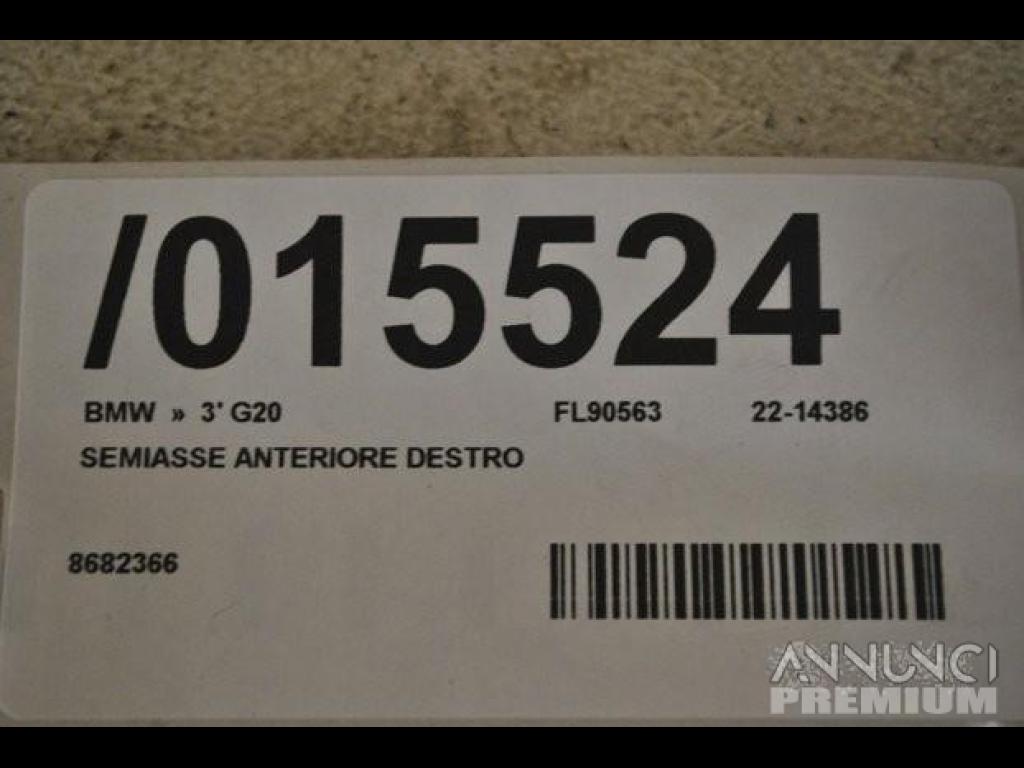 /015524
BMW » 3° G20 FL90563 22-14386
SEMIASSE ANTERIORE DESTRO
8682366
ANNUNCI
PREMIUM